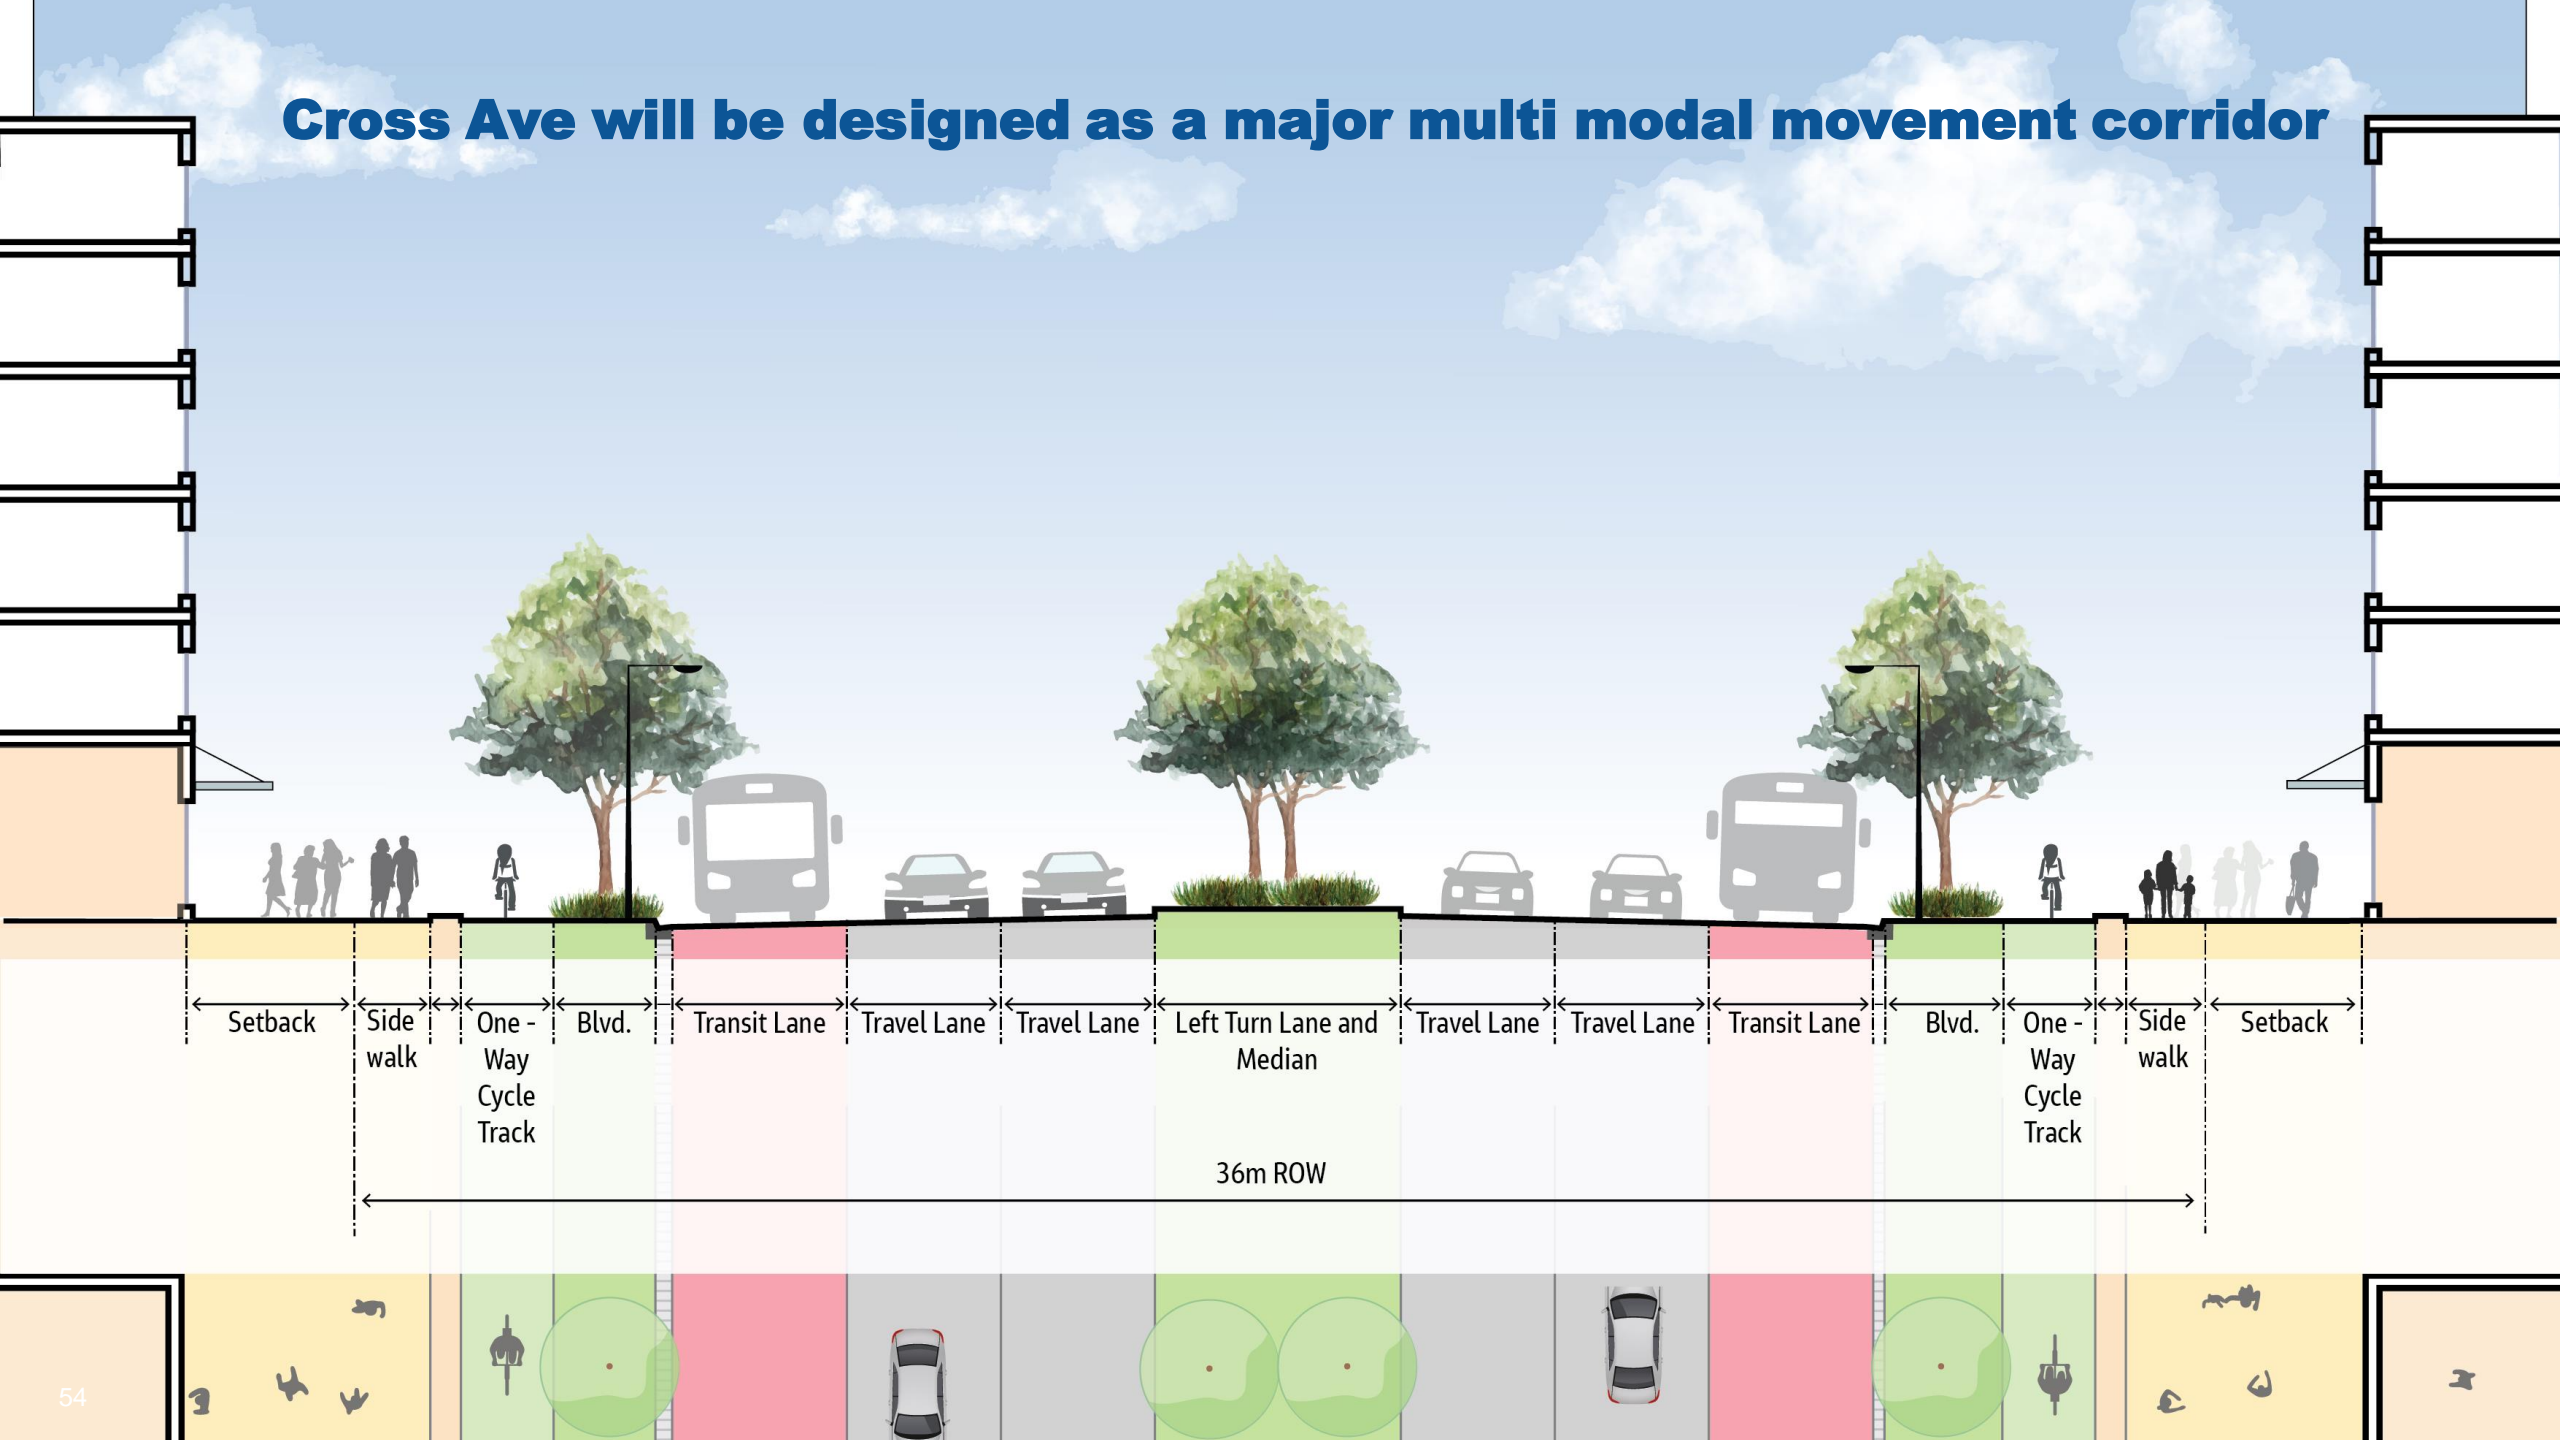 Cross Ave will be designed as a major multi modal movement corridor
Setback
Side
walk
One -
Way
Cycle
Track
Blvd.
Transit Lane
Travel Lane
Travel Lane
Left Turn Lane and
Median
Travel Lane
Travel Lane
Transit Lane
Blvd.
One -
Way
Cycle
Track
Side
walk
Setback
36m ROW
54